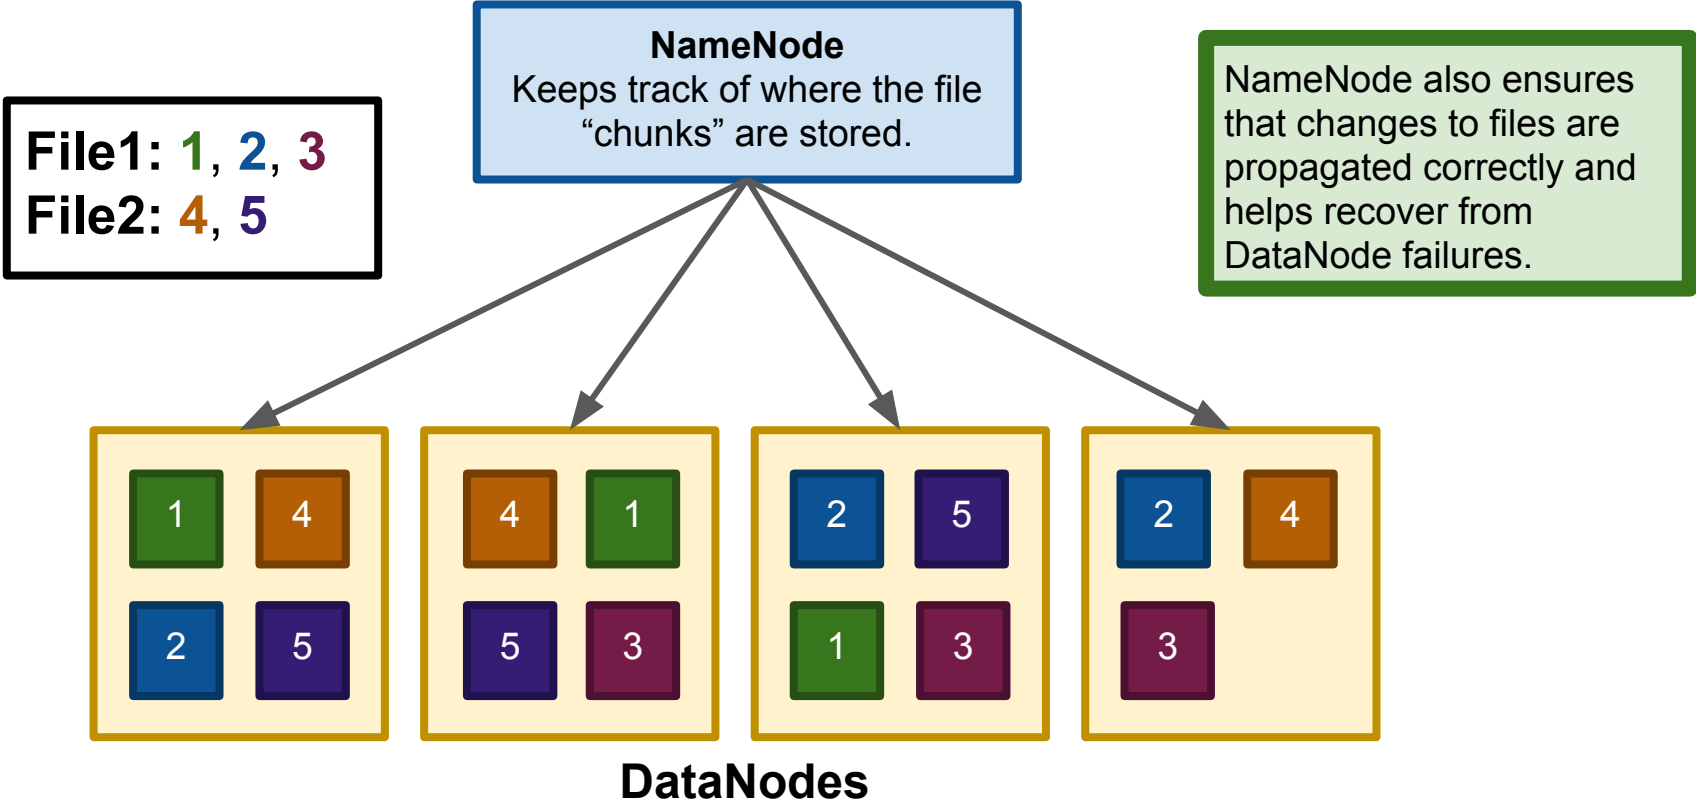 NameNode
Keeps track of where the file
“chunks” are stored.
File1: 1, 2, 3
File2: 4, 5
NameNode also ensures
that changes to files are
propagated correctly and
helps recover from
DataNode failures.
1 4
2 5
4 1
5 3
2 5
1 3
2 4
3
DataNodes